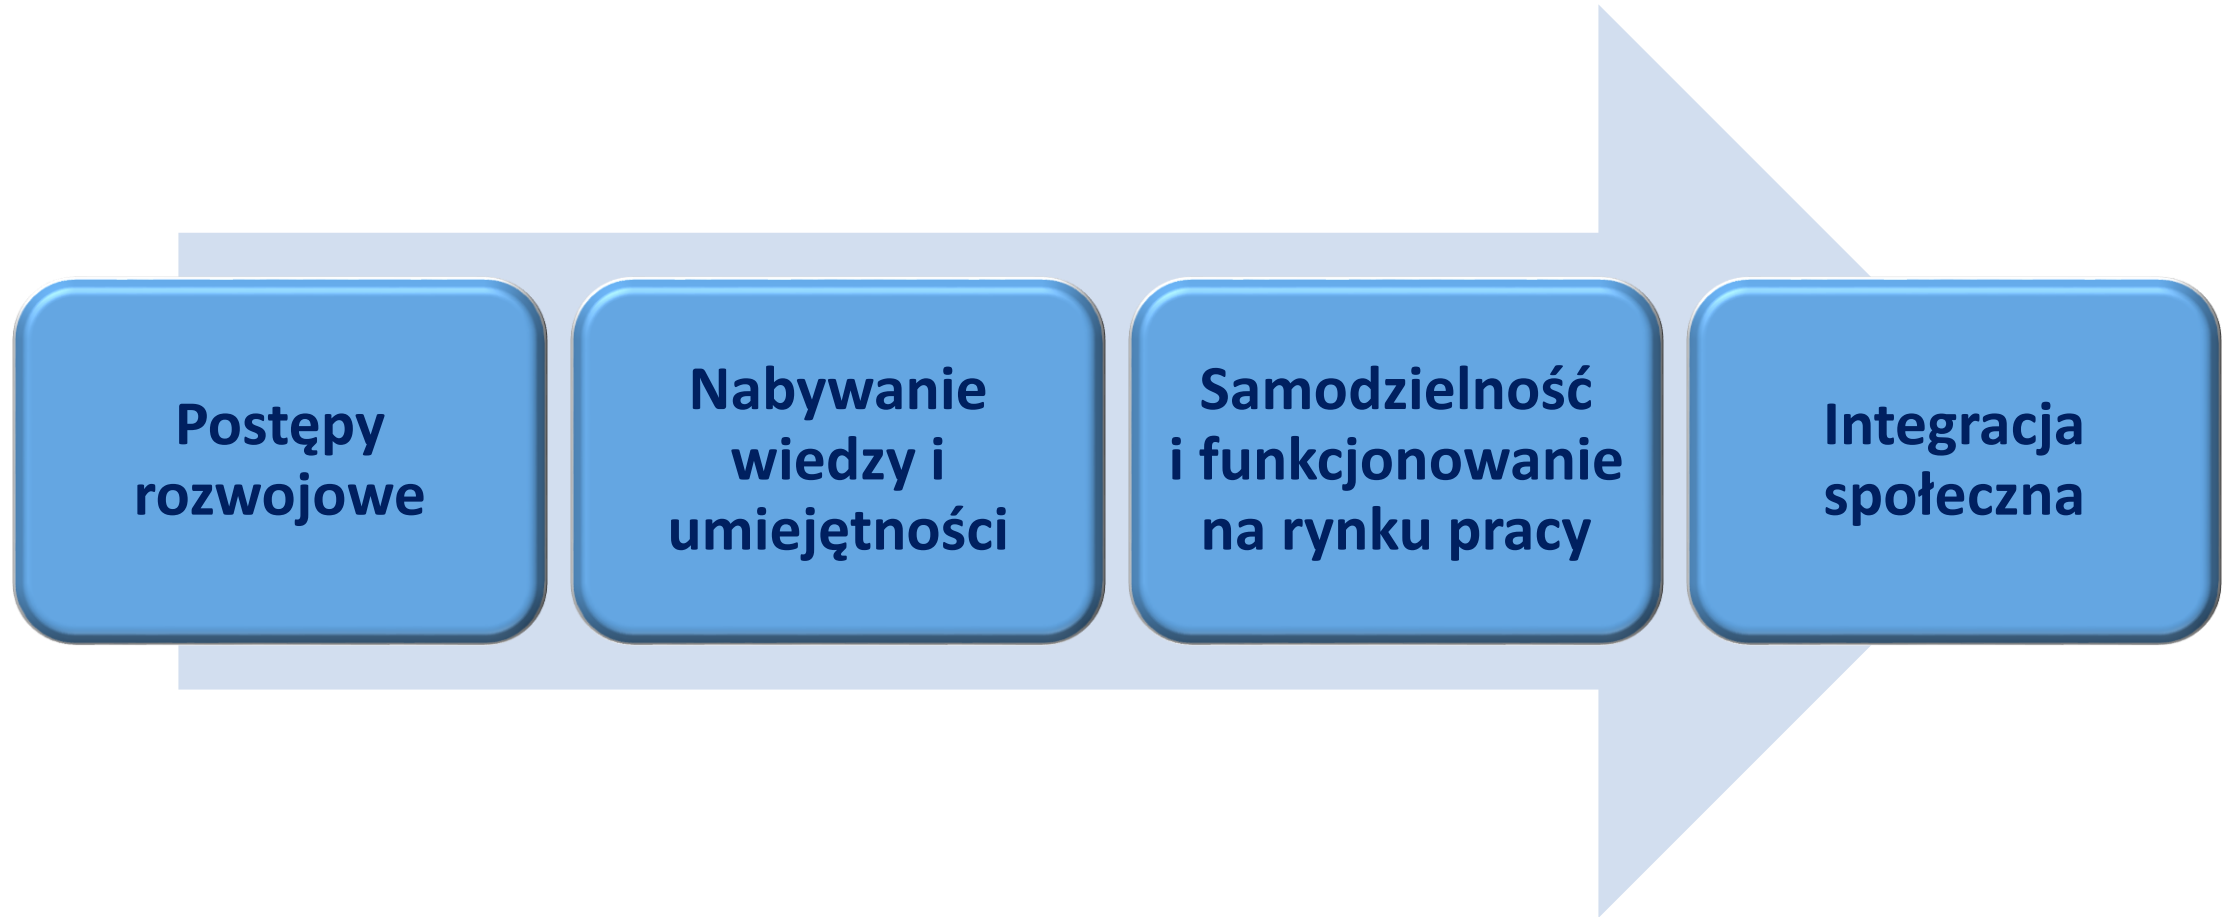 Postępy
rozwojowe
Nabywanie
wiedzy i
umiejętności
Samodzielność
i funkcjonowanie
na rynku pracy
Integracja
społeczna